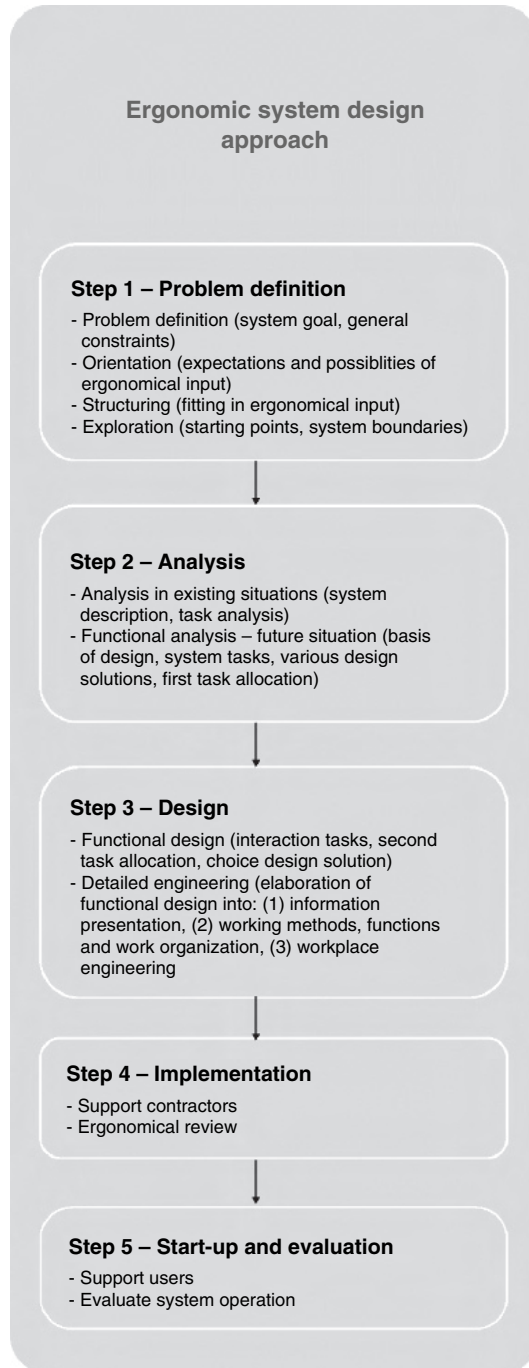 Ergonomic system design
approach
Step 1 – Problem definition
- Problem definition (system goal, general
constraints)
- Orientation (expectations and possiblities of
ergonomical input)
- Structuring (fitting in ergonomical input)
- Exploration (starting points, system boundaries)
Step 2 – Analysis
- Analysis in existing situations (system
description, task analysis)
- Functional analysis – future situation (basis
of design, system tasks, various design
solutions, first task allocation)
Step 3 – Design
- Functional design (interaction tasks, second
task allocation, choice design solution)
- Detailed engineering (elaboration of
functional design into: (1) information
presentation, (2) working methods, functions
and work organization, (3) workplace
engineering
Step 4 – Implementation
- Support contractors
- Ergonomical review
Step 5 – Start-up and evaluation
- Support users
- Evaluate system operation